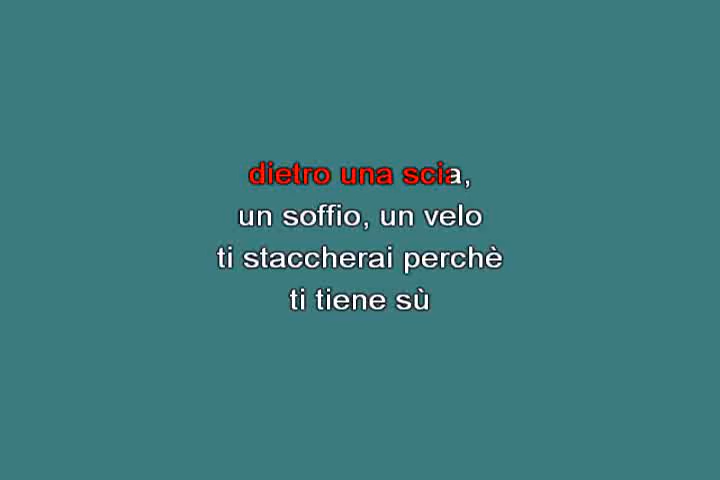 dietro una scia,
un soffio, un velo
ti staccherai perchè
ti tiene sù